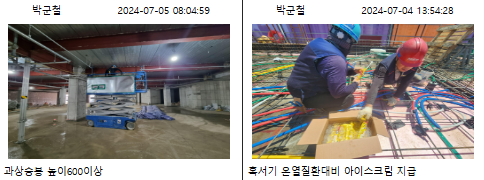 박군철 2024-07-05 08:04:59
박군철 2024-07-04 13:54:28
과상승봉 높이600이상
혹서기 온열질환대비 아이스크림 지급